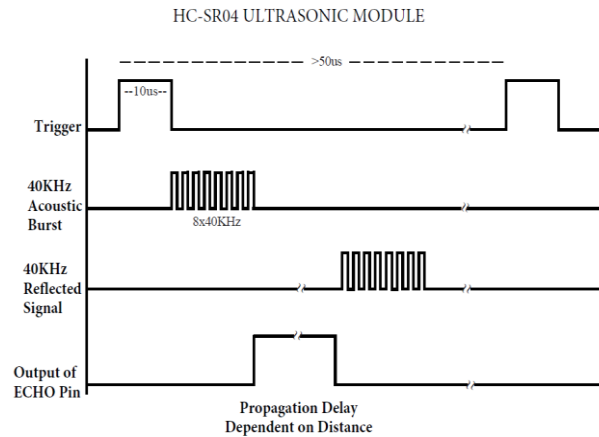 HC-SR04 ULTRASONIC MODULE
>50us
--10us--
Trigger
40KHz
Acoustic
Burst
8x40KHz
40KHz
Reflected
Signal
Output of
ECHO Pin
Propagation Delay
Dependent on Distance